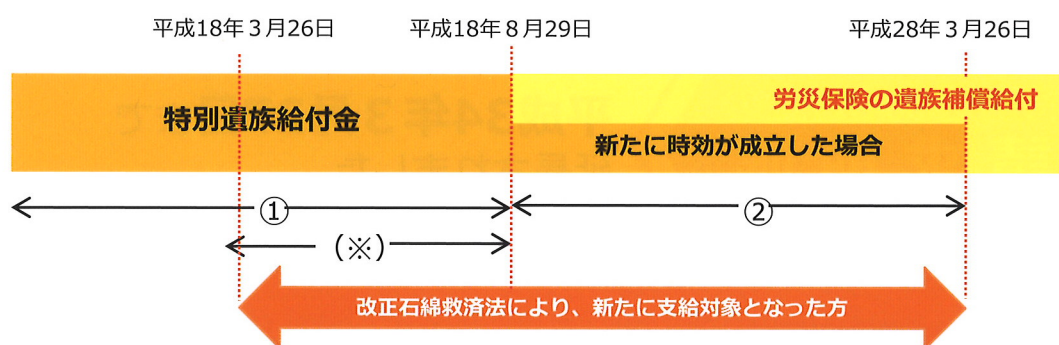 平成18年３月26日
平成18年８月29日
平成28年３月26日
特別遺族給付金
労災保険の遺族補償給付
新たに時効が成立した場合
①
②
（※）
改正石綿救済法により、新たに支給対象となった方